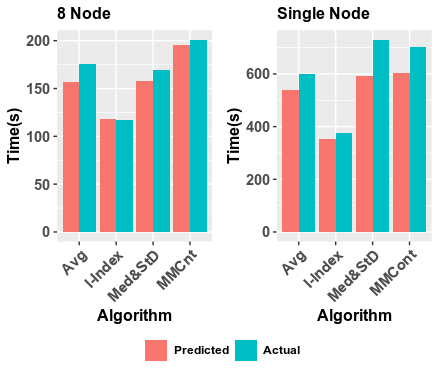 8 Node
Time(s)
200
150
100
50
0
Avg
I-Index
Med&StD
MMCnt
Algorithm
Single Node
Time(s)
600
400
200
0
Avg
I-Index
Med&StD
MMCont
Algorithm
Predicted
Actual